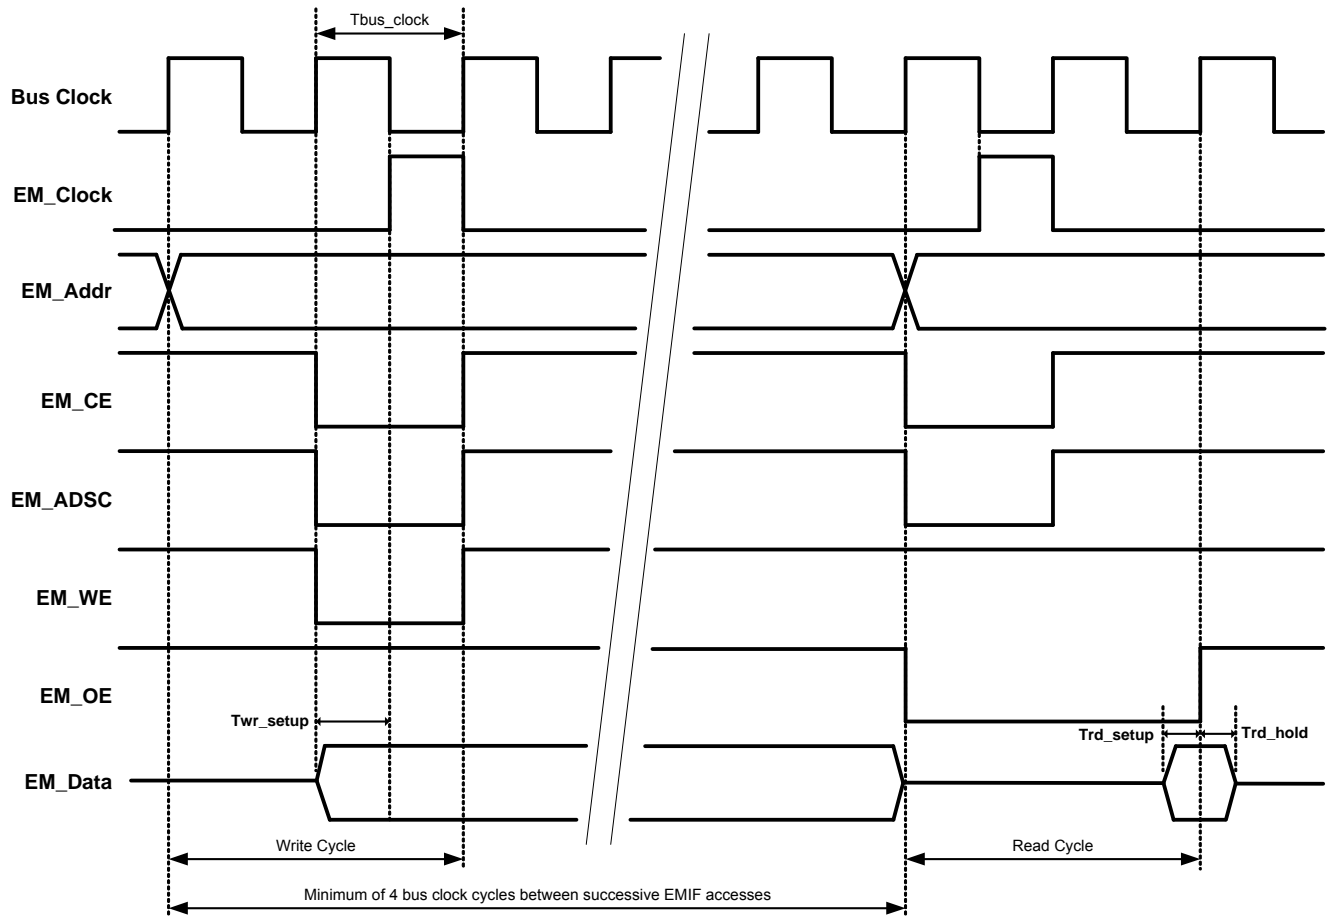 Tbus_clock
Bus Clock
EM_Clock
EM_Addr
EM_CE
EM_ADSC
EM_WE
EM_OE
Twr_setup
Trd_setup
Trd_hold
EM_Data
Write Cycle
Read Cycle
Minimum of 4 bus clock cycles between successive EMIF accesses